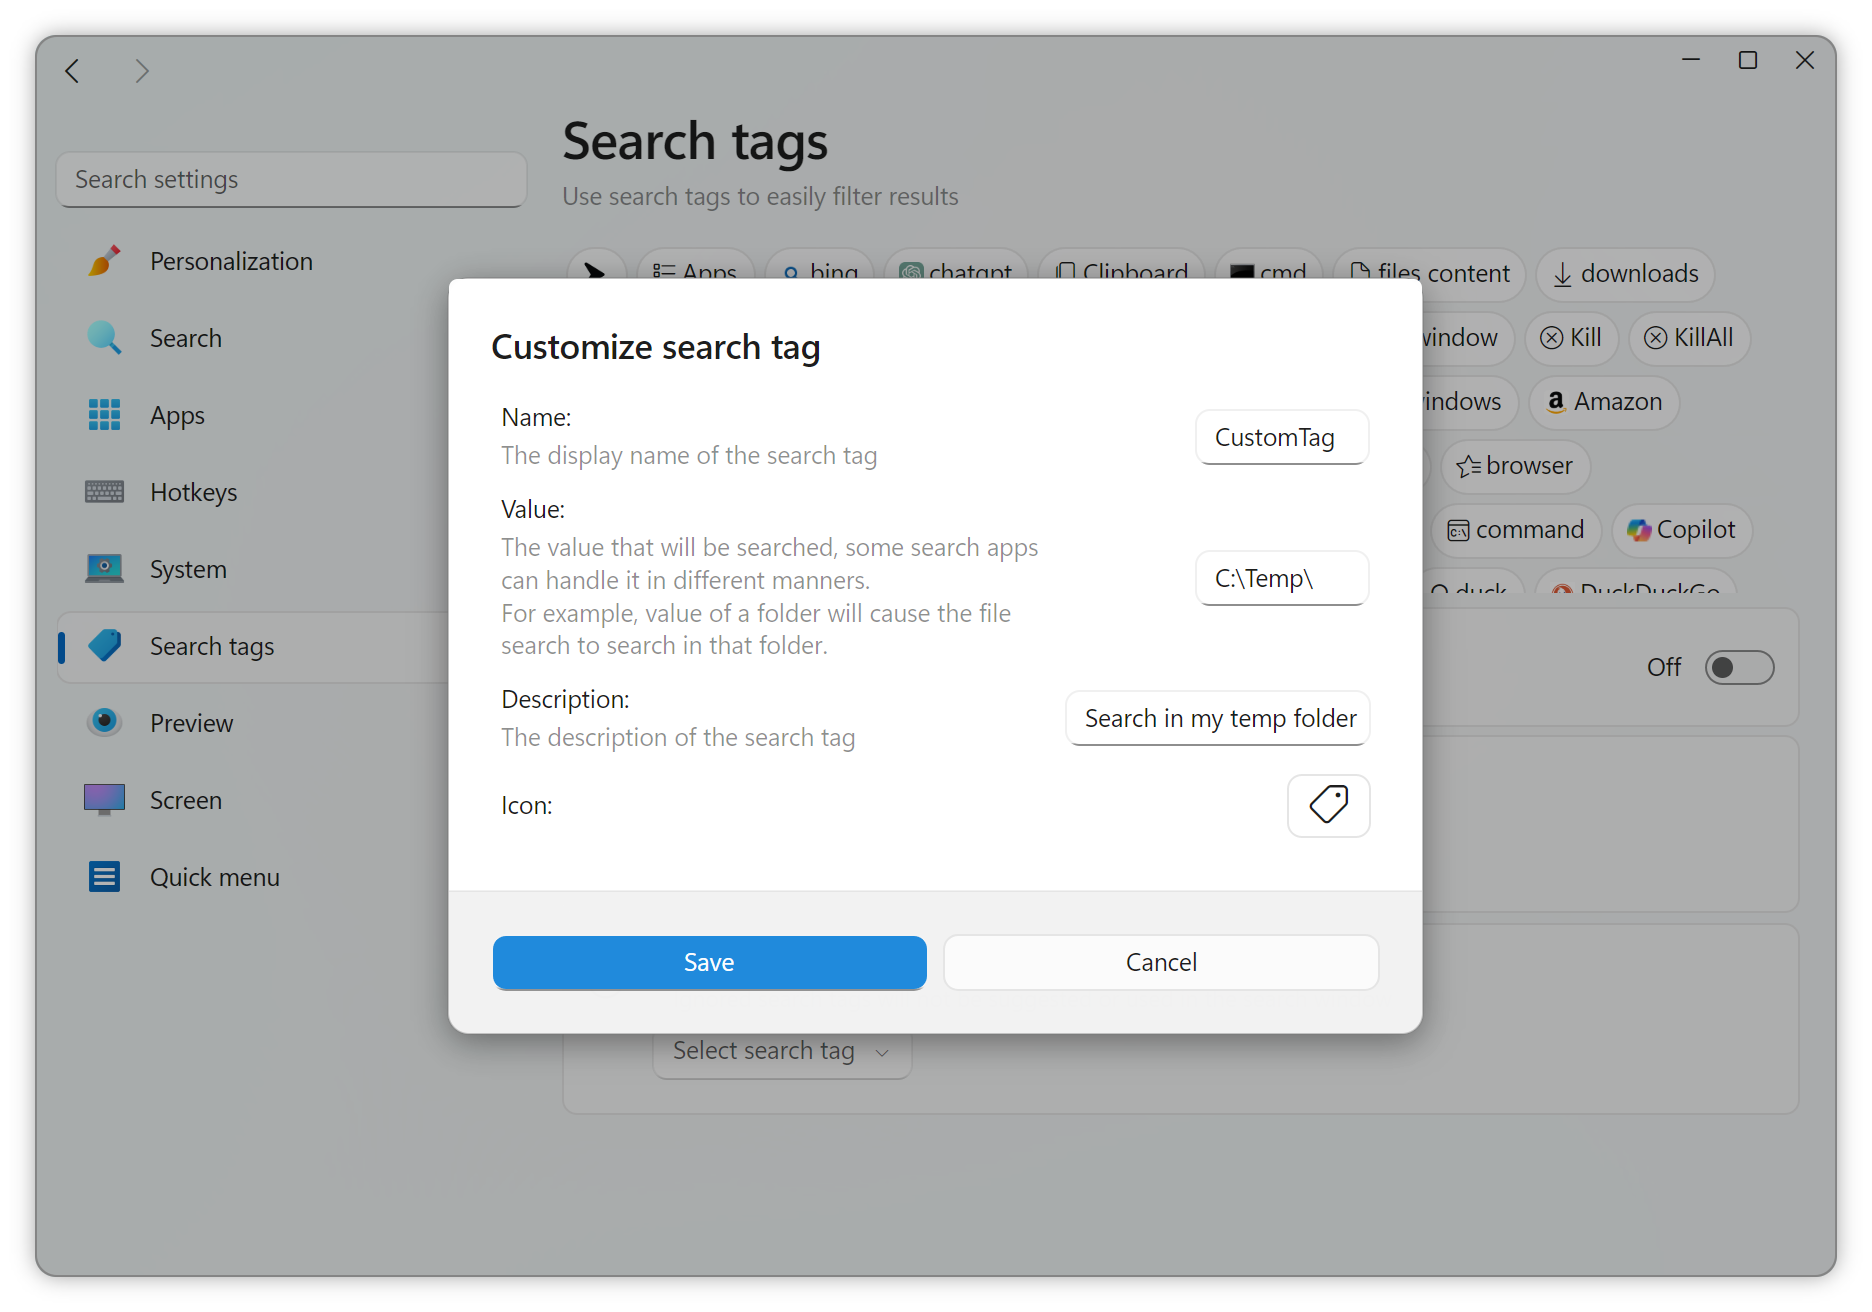 Search tags
Use search tags to easily filter results
Search settings
Personalization
Search
Apps
Hotkeys
System
Search tags
Preview
Screen
Quick menu
Apps
bing
chatgpt
Clipboard
cmd
files content
downloads
window
Kill
KillAll
windows
Amazon
browser
command
Copilot
duck
DuckDuckGo
Off
Customize search tag
Name:
The display name of the search tag
CustomTag
Value:
The value that will be searched, some search apps
can handle it in different manners.
For example, value of a folder will cause the file
search to search in that folder.
C:\Temp\
Description:
The description of the search tag
Search in my temp folder
Icon:
Save
Cancel
Select search tag